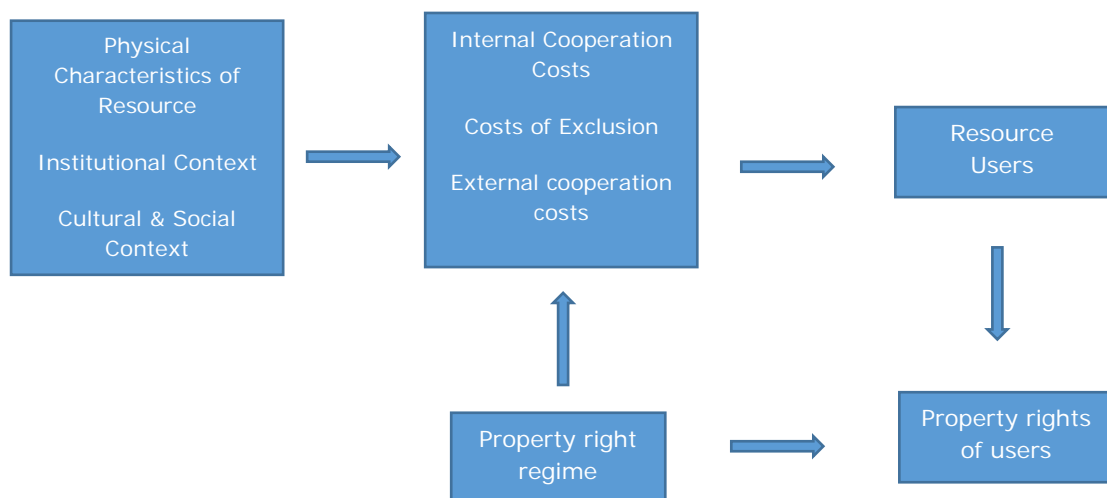 Physical
Characteristics of
Resource
Institutional Context
Cultural & Social
Context
Internal Cooperation
Costs
Costs of Exclusion
External cooperation
costs
Resource
Users
Property right
regime
Property rights
of users